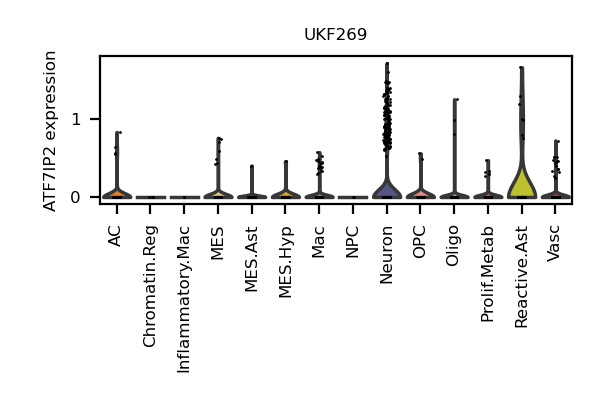 UKF269
ATF7IP2 expression
1
0
AC
Chromatin.Reg
Inflammatory.Mac
MES
MES.Ast
MES.Hyp
Mac
NPC
Neuron
OPC
Oligo
Prolif.Metab
Reactive.Ast
Vasc